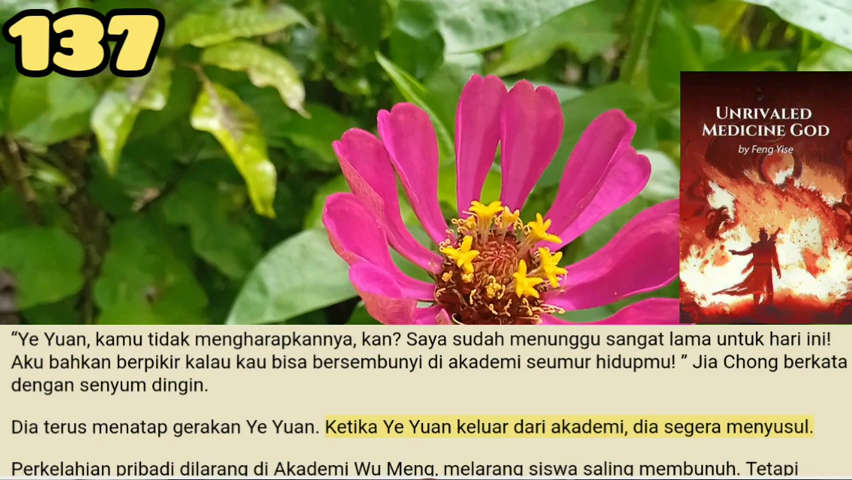 137
UNRIVALED
MEDICINE GOD
by Feng Yise
“Ye Yuan, kamu tidak mengharapkannya, kan? Saya sudah menunggu sangat lama untuk hari ini!
Aku bahkan berpikir kalau kau bisa bersembunyi di akademi seumur hidupmu! ” Jia Chong berkata
dengan senyum dingin.
Dia terus menatap gerakan Ye Yuan. Ketika Ye Yuan keluar dari akademi, dia segera menyusul.
Perkelahian pribadi dilarang di Akademi Wu Meng, melarang siswa saling membunuh. Tetapi